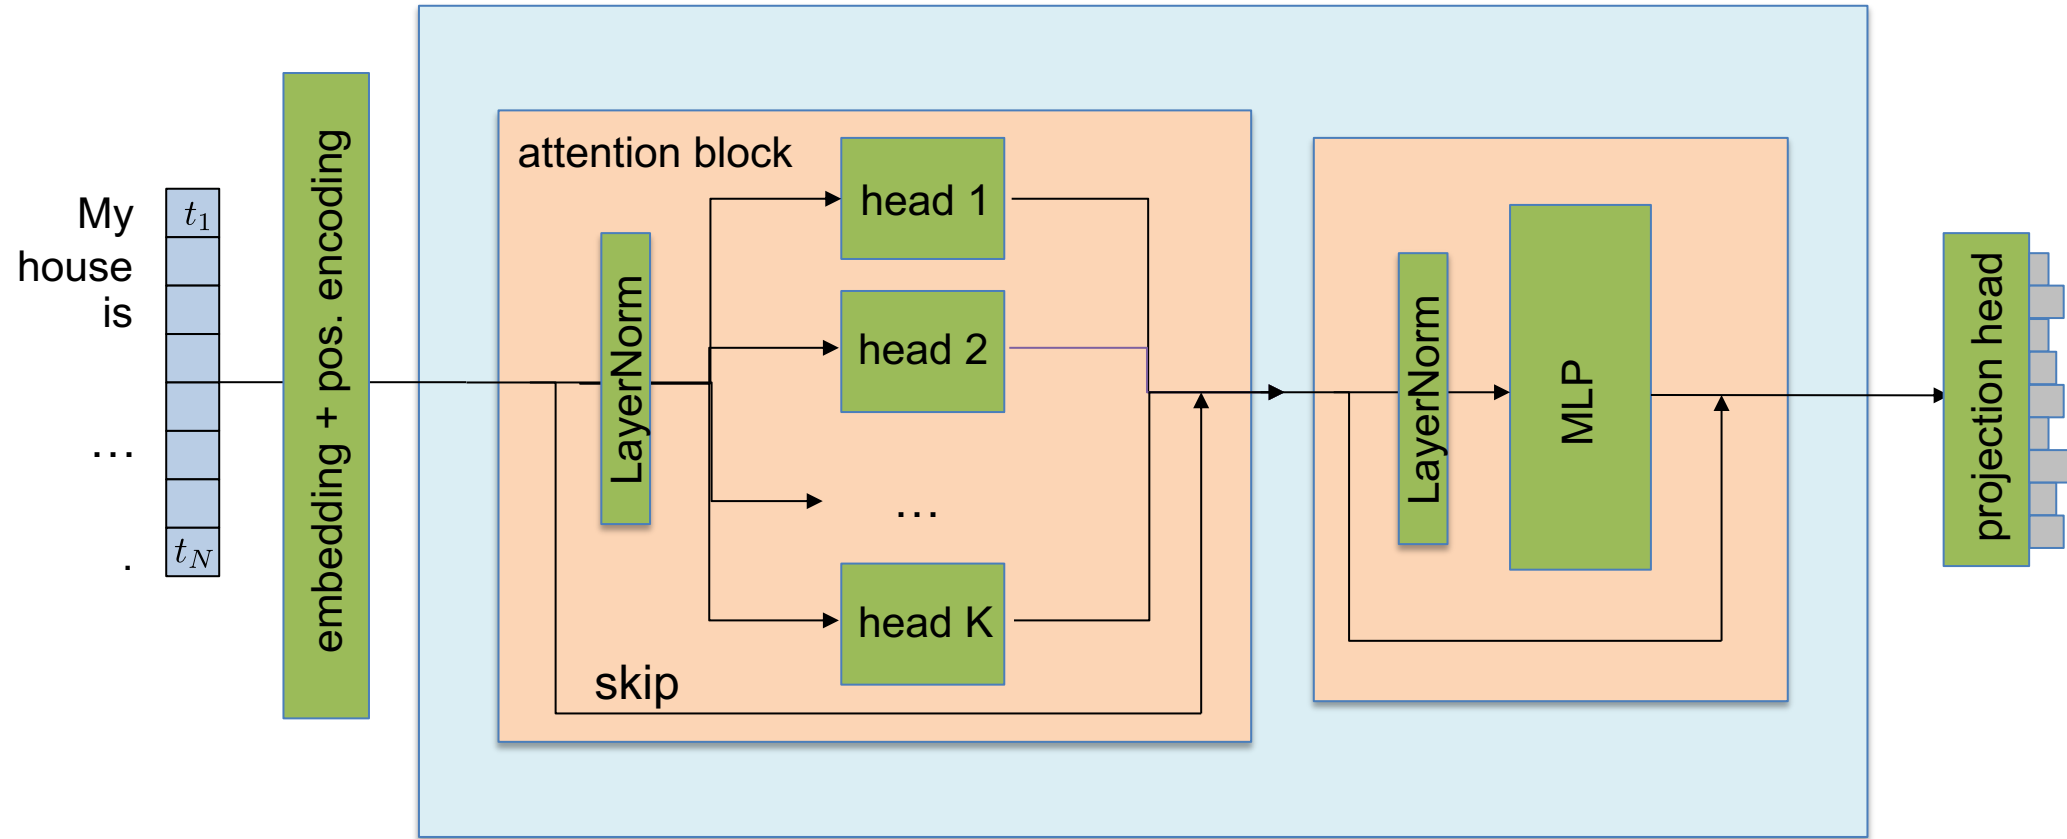 My
house
is
…
.
t₁
t_N
embedding + pos. encoding
attention block
LayerNorm
head 1
head 2
…
head K
skip
LayerNorm
MLP
projection head